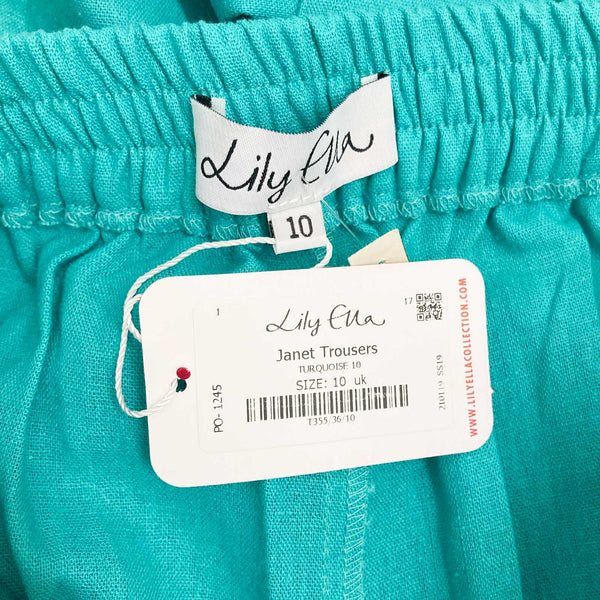 Lily Ella
10
1
17
Lily Ella
Janet Trousers
TURQUOISE 10
SIZE: 10 uk
T355/36/10
PO-1245
210119 SS19
WWW.LILYELLACOLLECTION.COM